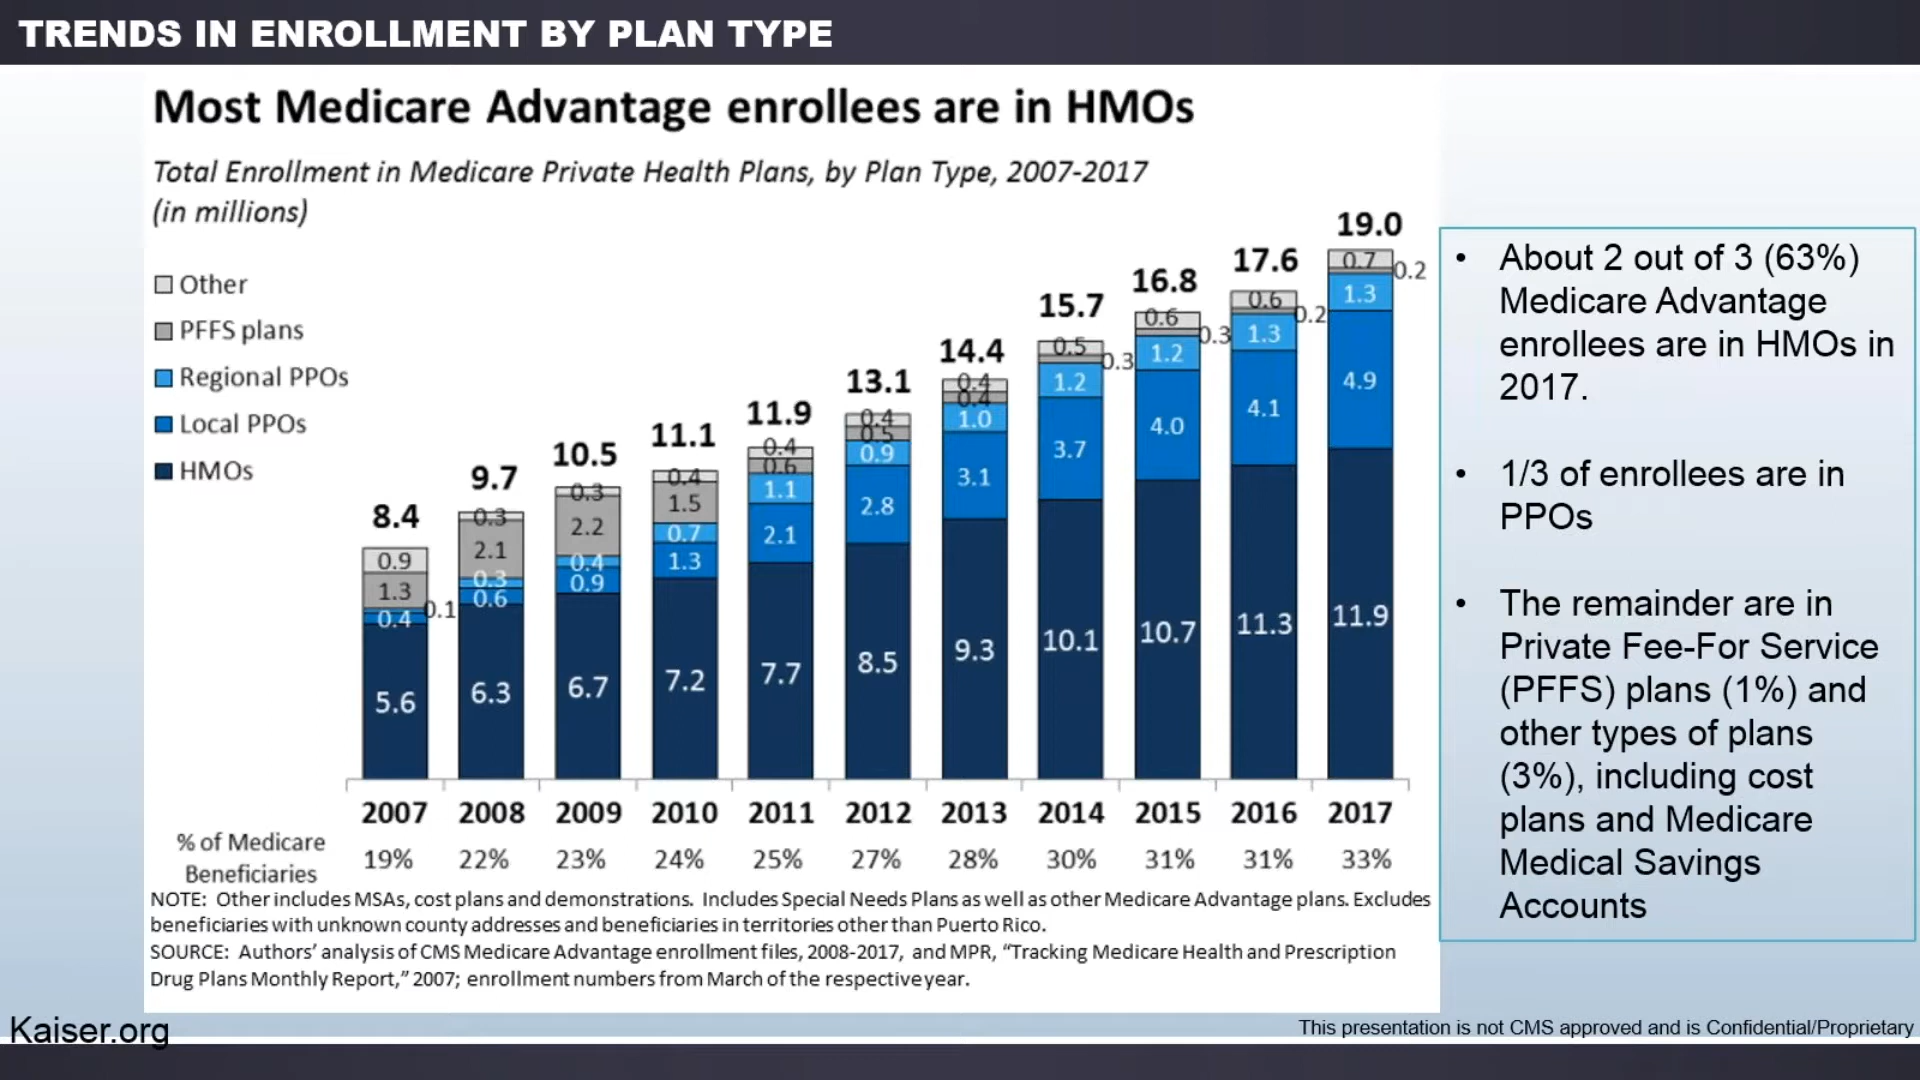 TRENDS IN ENROLLMENT BY PLAN TYPE
Most Medicare Advantage enrollees are in HMOs
Total Enrollment in Medicare Private Health Plans, by Plan Type, 2007-2017
(in millions)
Other
PFFS plans
Regional PPOs
Local PPOs
HMOs
8.4
0.9
1.3
0.1
0.4
5.6
9.7
0.3
2.1
0.3
0.6
6.3
10.5
0.3
2.2
0.4
0.9
6.7
11.1
0.4
1.5
0.7
1.3
7.2
11.9
0.4
0.6
1.1
2.1
7.7
13.1
0.4
0.5
0.9
2.8
8.5
14.4
0.4
0.4
1.0
3.1
9.3
15.7
0.5
0.3
1.2
3.7
10.1
16.8
0.6
0.3
1.2
4.0
10.7
17.6
0.6
0.2
1.3
4.1
11.3
19.0
0.7
0.2
1.3
4.9
11.9
2007 2008 2009 2010 2011 2012 2013 2014 2015 2016 2017
% of Medicare
Beneficiaries
19% 22% 23% 24% 25% 27% 28% 30% 31% 31% 33%
NOTE: Other includes MSAs, cost plans and demonstrations. Includes Special Needs Plans as well as other Medicare Advantage plans. Excludes
beneficiaries with unknown county addresses and beneficiaries in territories other than Puerto Rico.
SOURCE: Authors’ analysis of CMS Medicare Advantage enrollment files, 2008-2017, and MPR, “Tracking Medicare Health and Prescription
Drug Plans Monthly Report,” 2007; enrollment numbers from March of the respective year.
• About 2 out of 3 (63%)
Medicare Advantage
enrollees are in HMOs in
2017.
• 1/3 of enrollees are in
PPOs
• The remainder are in
Private Fee-For Service
(PFFS) plans (1%) and
other types of plans
(3%), including cost
plans and Medicare
Medical Savings
Accounts
Kaiser.org
This presentation is not CMS approved and is Confidential/Proprietary